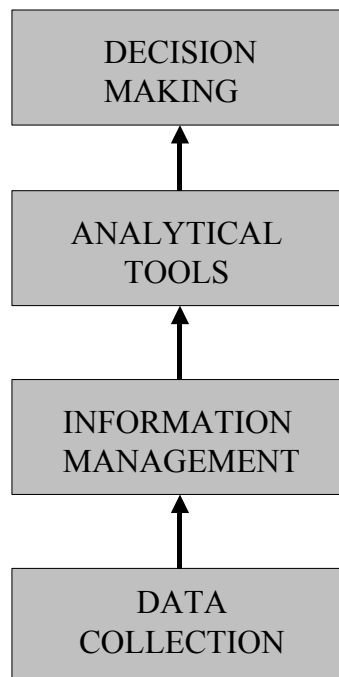 DECISION
MAKING
ANALYTICAL
TOOLS
INFORMATION
MANAGEMENT
DATA
COLLECTION